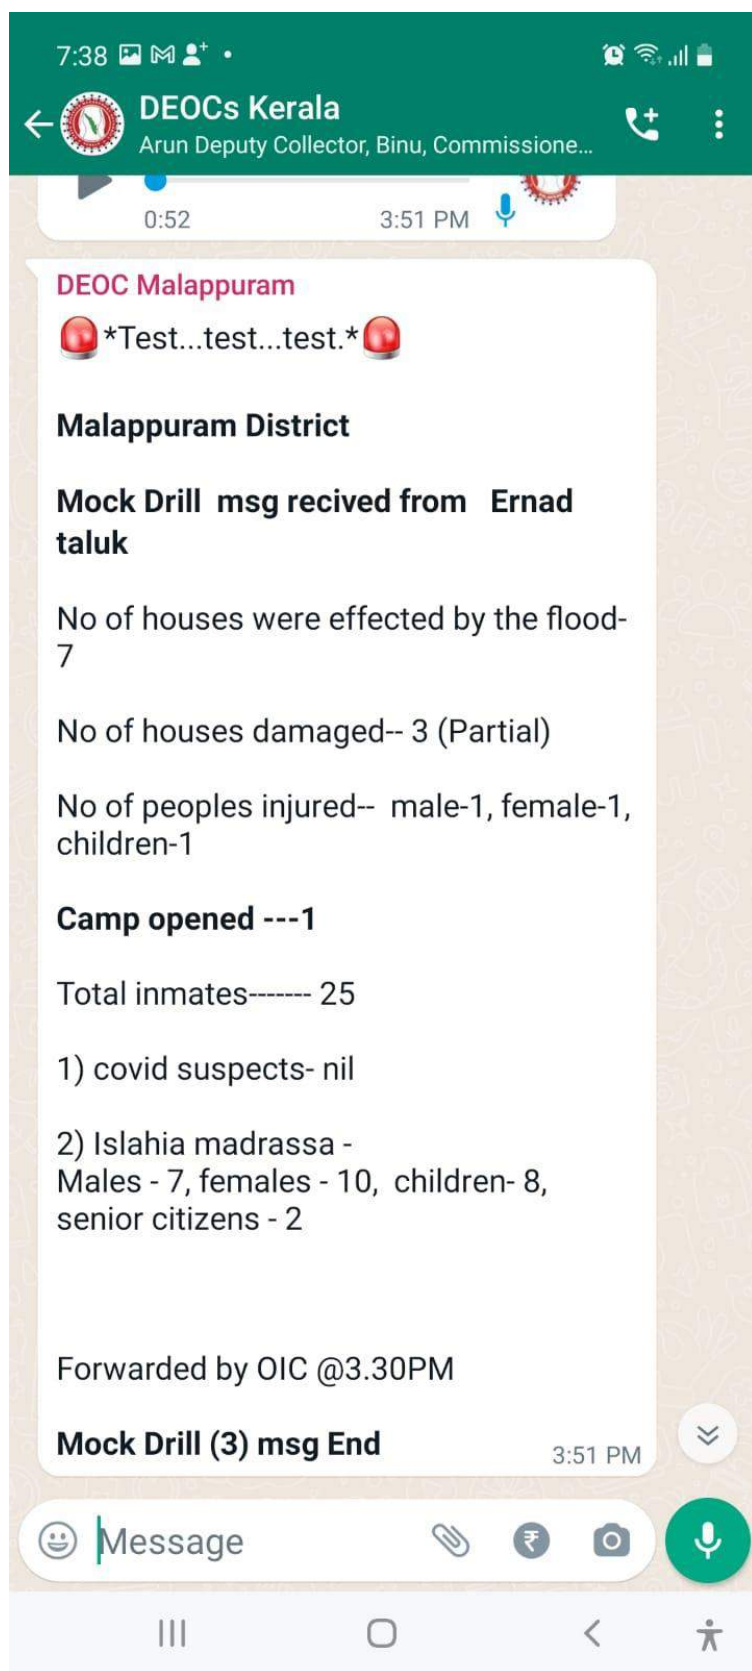 7:38
DEOCs Kerala
Arun Deputy Collector, Binu, Commissione...
0:52 3:51 PM
DEOC Malappuram
*Test...test...test.*
Malappuram District
Mock Drill msg recived from Ernad
taluk
No of houses were effected by the flood-
7
No of houses damaged-- 3 (Partial)
No of peoples injured-- male-1, female-1,
children-1
Camp opened ---1
Total inmates------- 25
1) covid suspects- nil
2) Islahia madrassa -
Males - 7, females - 10, children- 8,
senior citizens - 2
Forwarded by OIC @3.30PM
Mock Drill (3) msg End
3:51 PM
Message
₹